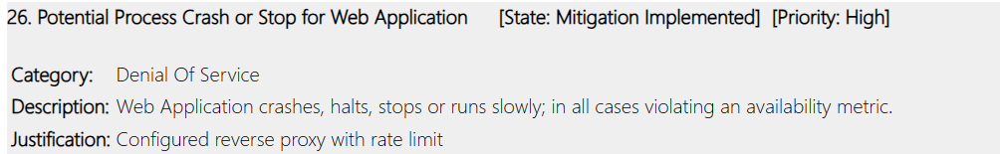 26. Potential Process Crash or Stop for Web Application [State: Mitigation Implemented] [Priority: High]
Category: Denial Of Service
Description: Web Application crashes, halts, stops or runs slowly; in all cases violating an availability metric.
Justification: Configured reverse proxy with rate limit